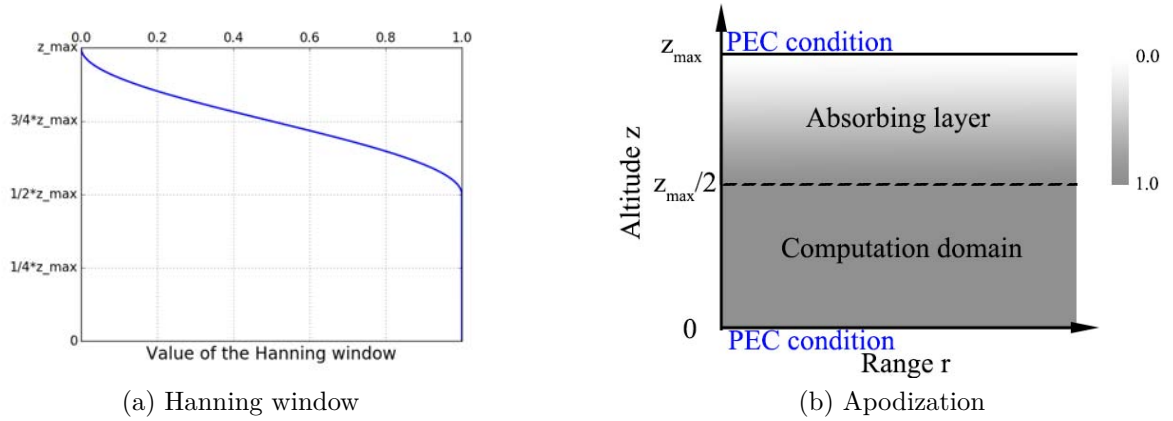 0.0 0.2 0.4 0.6 0.8 1.0
z_max
3/4*z_max
1/2*z_max
1/4*z_max
0
Value of the Hanning window
(a) Hanning window
PEC condition
z_max
0.0
Absorbing layer
Altitude z
z_max/2
1.0
Computation domain
0
PEC condition
Range r
(b) Apodization